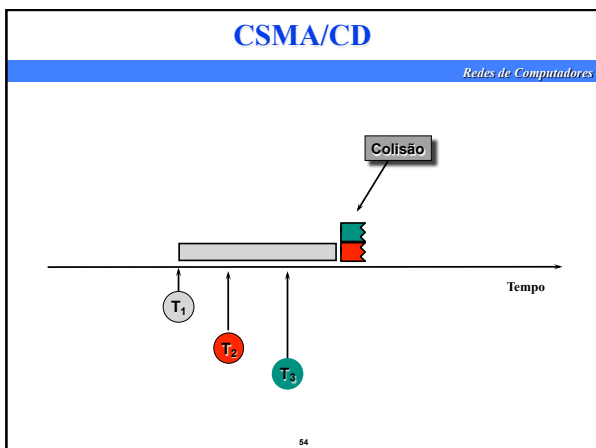 CSMA/CD
Redes de Computadores
Colisão
Tempo
T₁
T₂
T₃
54